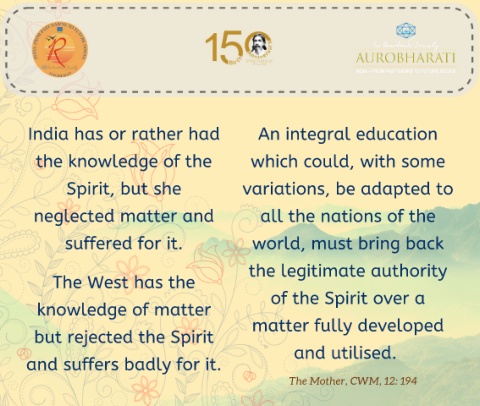 150
Sri Aurobindo Society
AUROBHARATI
India has or rather had
the knowledge of the
Spirit, but she
neglected matter and
suffered for it.
The West has the
knowledge of matter
but rejected the Spirit
and suffers badly for it.
An integral education
which could, with some
variations, be adapted to
all the nations of the
world, must bring back
the legitimate authority
of the Spirit over a
matter fully developed
and utilised.
The Mother, CWM, 12: 194